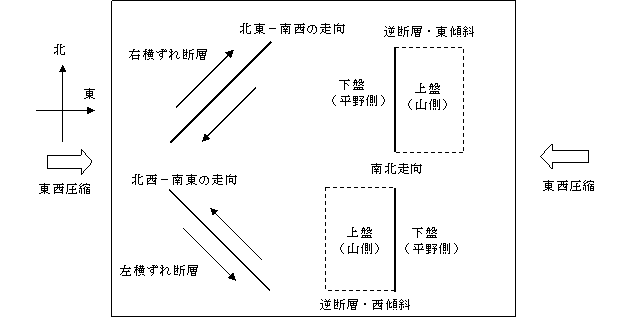 北東－南西の走向
逆断層・東傾斜
北
右横ずれ断層
東
下盤
（平野側）
上盤
（山側）
南北走向
東西圧縮
東西圧縮
北西－南東の走向
上盤
（山側）
下盤
（平野側）
左横ずれ断層
逆断層・西傾斜